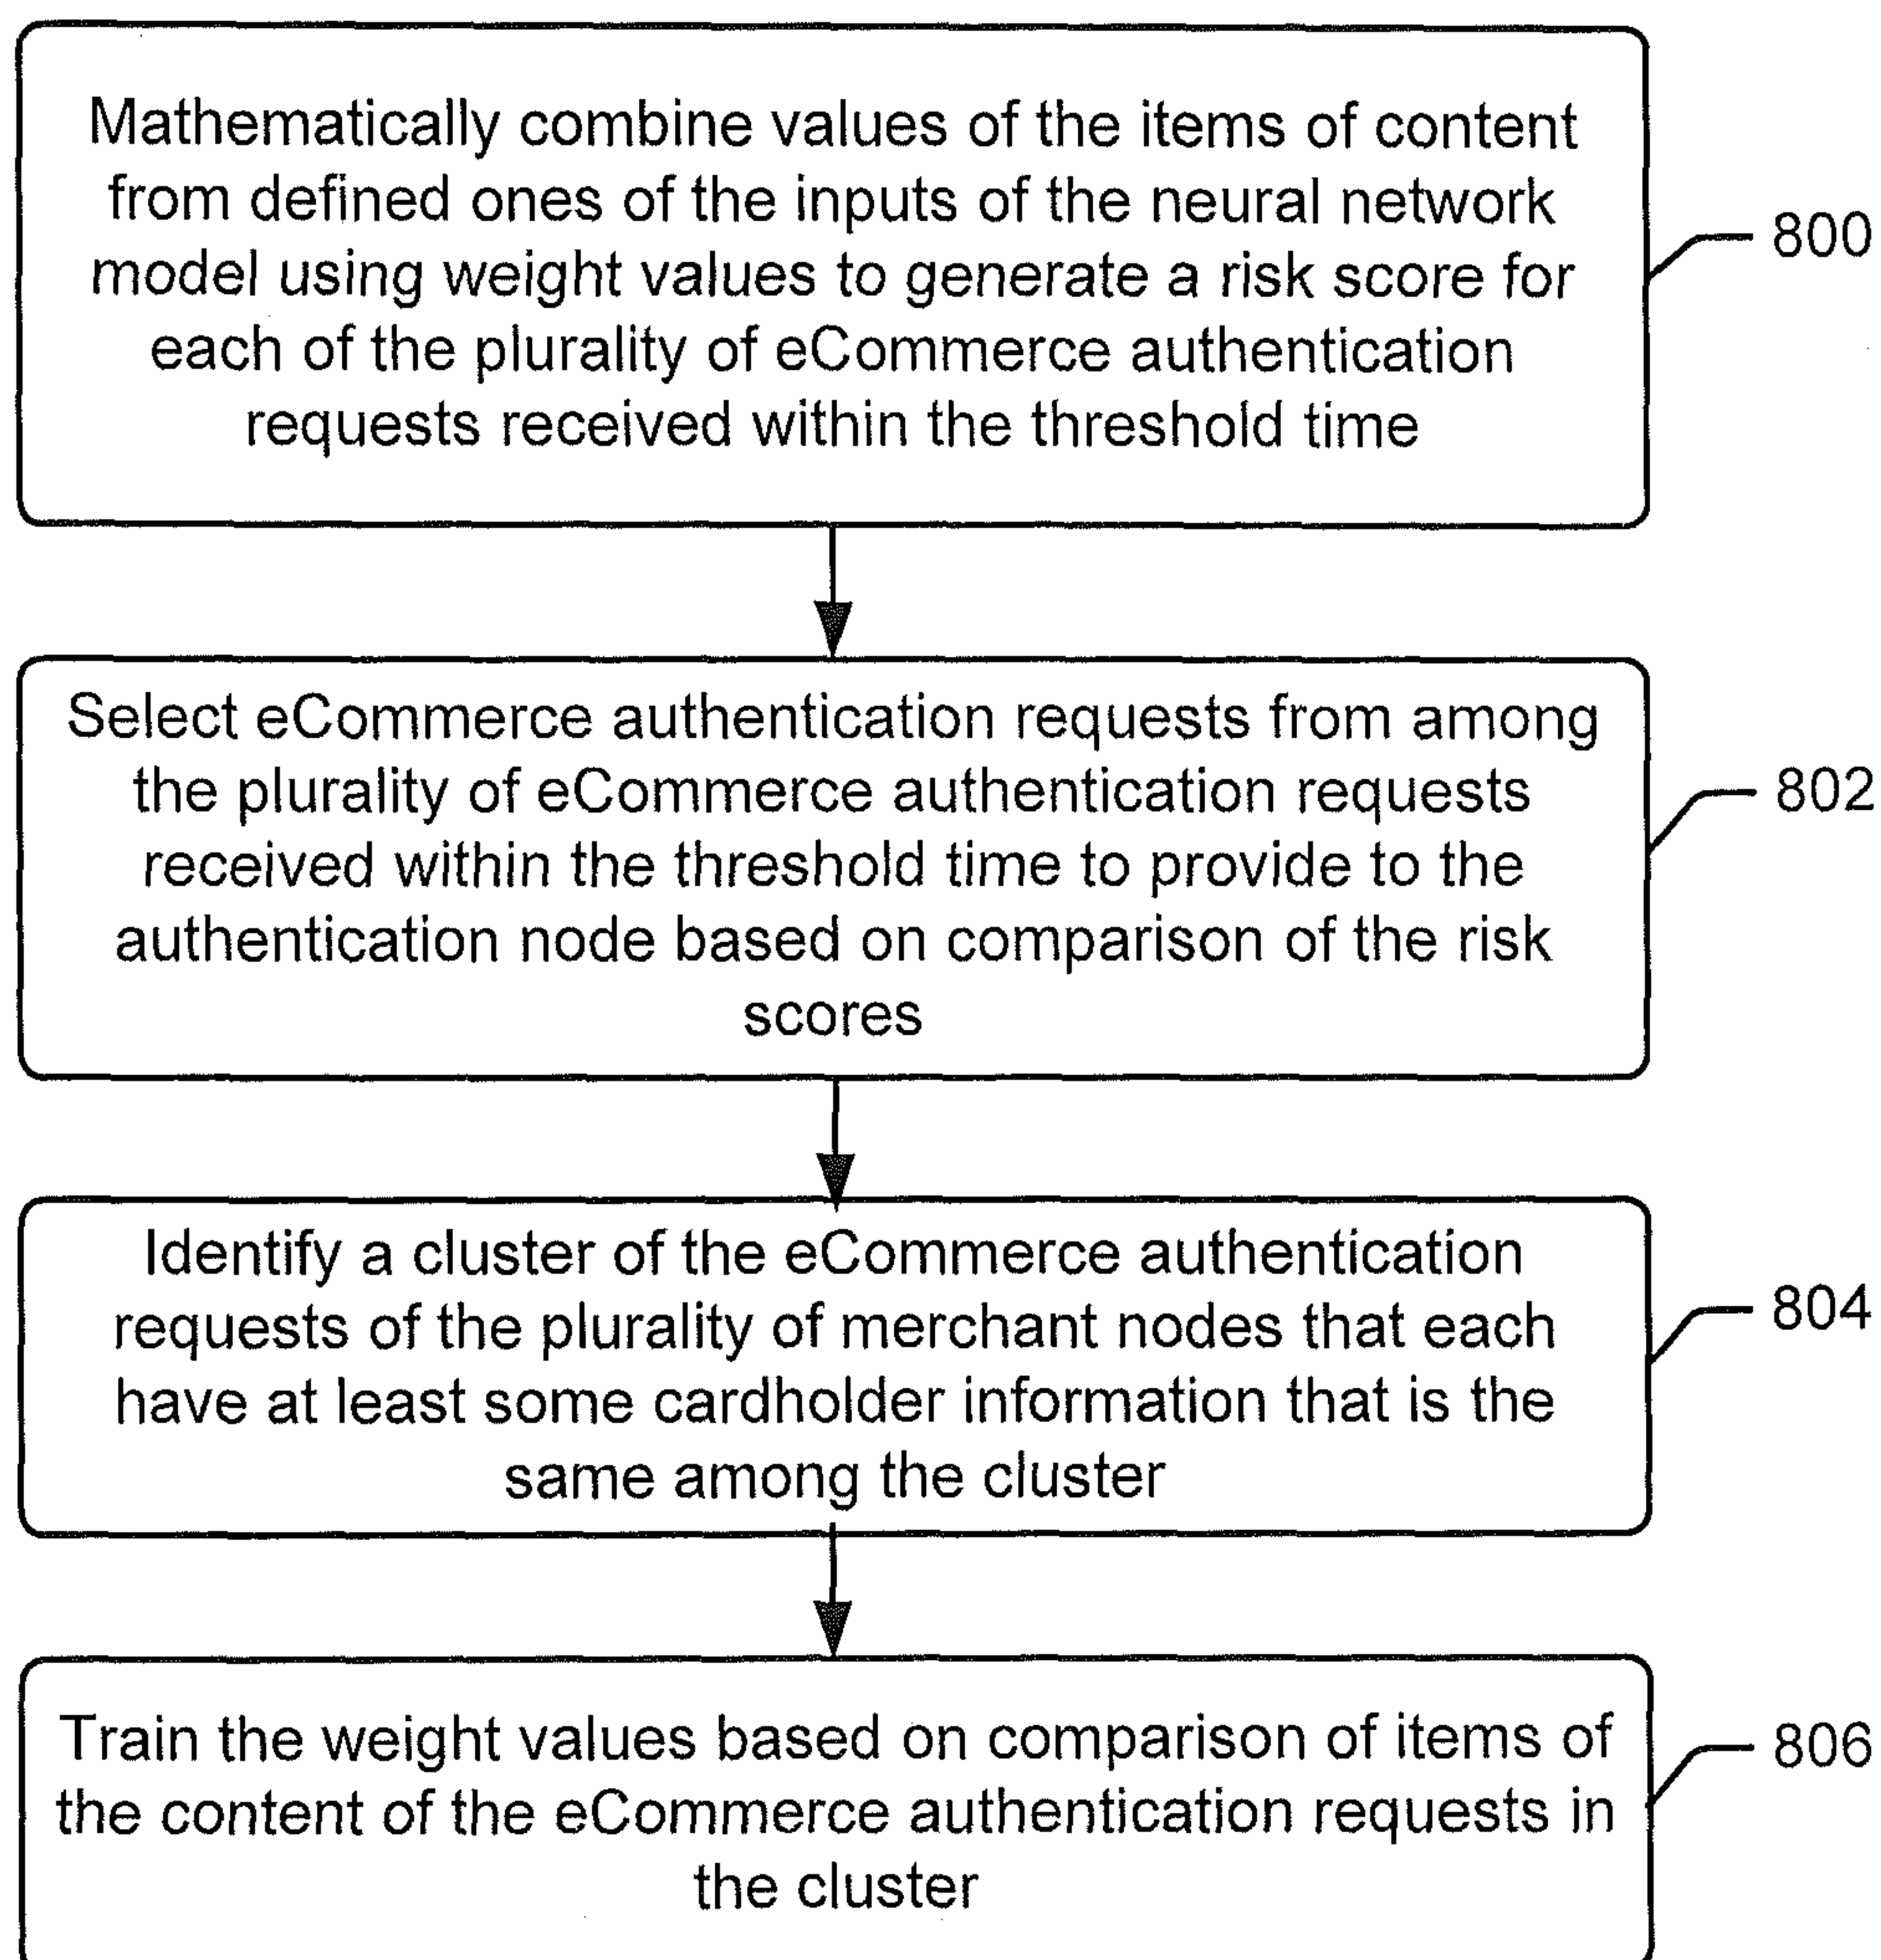 Mathematically combine values of the items of content
from defined ones of the inputs of the neural network
model using weight values to generate a risk score for
each of the plurality of eCommerce authentication
requests received within the threshold time
800
Select eCommerce authentication requests from among
the plurality of eCommerce authentication requests
received within the threshold time to provide to the
authentication node based on comparison of the risk
scores
802
Identify a cluster of the eCommerce authentication
requests of the plurality of merchant nodes that each
have at least some cardholder information that is the
same among the cluster
804
Train the weight values based on comparison of items of
the content of the eCommerce authentication requests in
the cluster
806